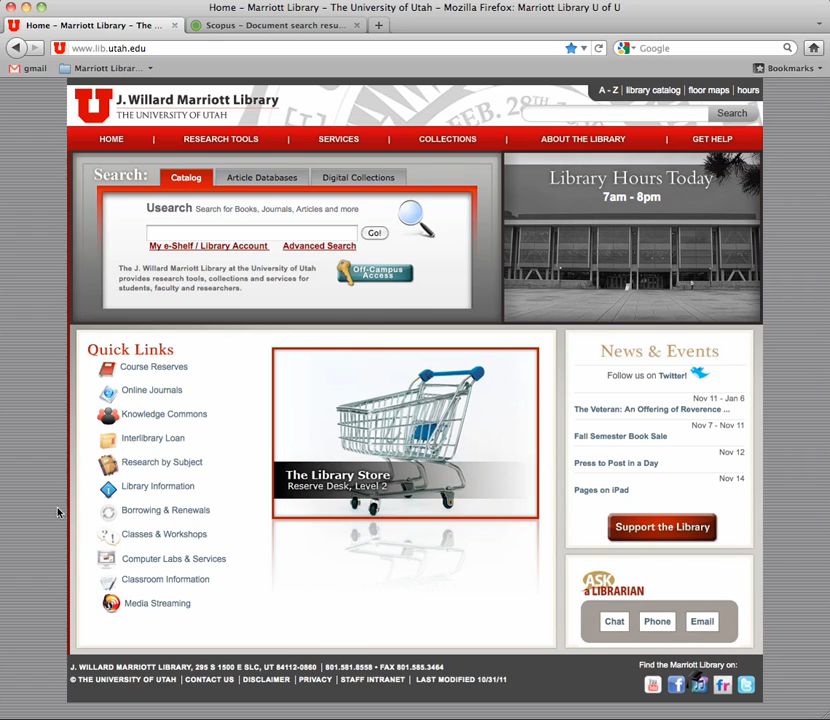 Home - Marriott Library - The University of Utah - Mozilla Firefox: Marriott Library U of U
Home - Marriott Library - The ...
Scopus - Document search resu...
www.lib.utah.edu
Google
gmail
Marriott Librar...
Bookmarks
A - Z | library catalog | floor maps | hours
U
J. Willard Marriott Library
THE UNIVERSITY OF UTAH
FEB. 28TH
Search
HOME | RESEARCH TOOLS | SERVICES | COLLECTIONS | ABOUT THE LIBRARY | GET HELP
Search:
Catalog
Article Databases
Digital Collections
Usearch Search for Books, Journals, Articles and more
Go!
My e-Shelf / Library Account
Advanced Search
The J. Willard Marriott Library at the University of Utah
provides research tools, collections and services for
students, faculty and researchers.
Off-Campus
Access
Library Hours Today
7am - 8pm
Quick Links
Course Reserves
Online Journals
Knowledge Commons
Interlibrary Loan
Research by Subject
Library Information
Borrowing & Renewals
Classes & Workshops
Computer Labs & Services
Classroom Information
Media Streaming
The Library Store
Reserve Desk, Level 2
News & Events
Follow us on Twitter!
Nov 11 - Jan 6
The Veteran: An Offering of Reverence ...
Nov 7 - Nov 11
Fall Semester Book Sale
Nov 12
Press to Post in a Day
Nov 14
Pages on iPad
Support the Library
ASK
a LIBRARIAN
Chat
Phone
Email
J. WILLARD MARRIOTT LIBRARY, 295 S 1500 E SLC, UT 84112-0860 | 801.581.8558 • FAX 801.585.3464
© THE UNIVERSITY OF UTAH | CONTACT US | DISCLAIMER | PRIVACY | STAFF INTRANET | LAST MODIFIED 10/31/11
Find the Marriott Library on: